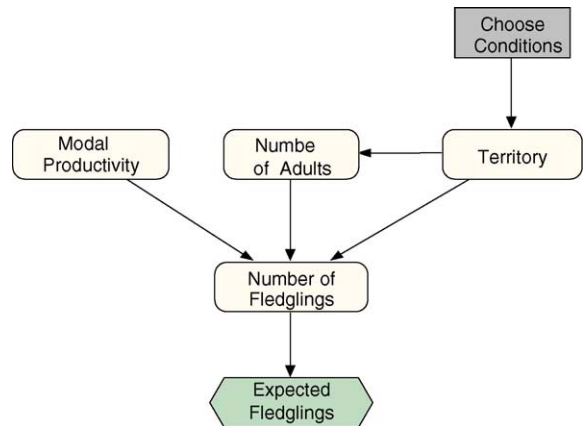 Choose
Conditions
Modal
Productivity
Numbe
of Adults
Territory
Number of
Fledglings
Expected
Fledglings